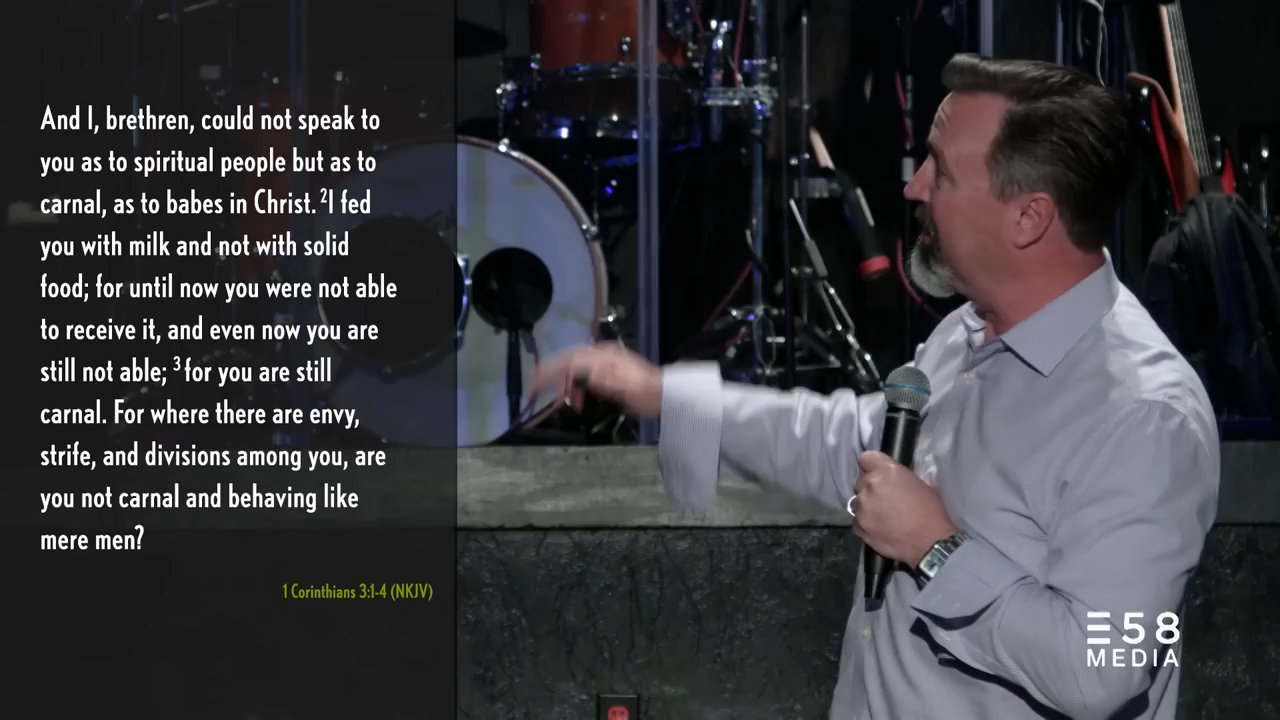 And I, brethren, could not speak to
you as to spiritual people but as to
carnal, as to babes in Christ. ²I fed
you with milk and not with solid
food; for until now you were not able
to receive it, and even now you are
still not able; ³for you are still
carnal. For where there are envy,
strife, and divisions among you, are
you not carnal and behaving like
mere men?
1 Corinthians 3:1-4 (NKJV)
E58
MEDIA